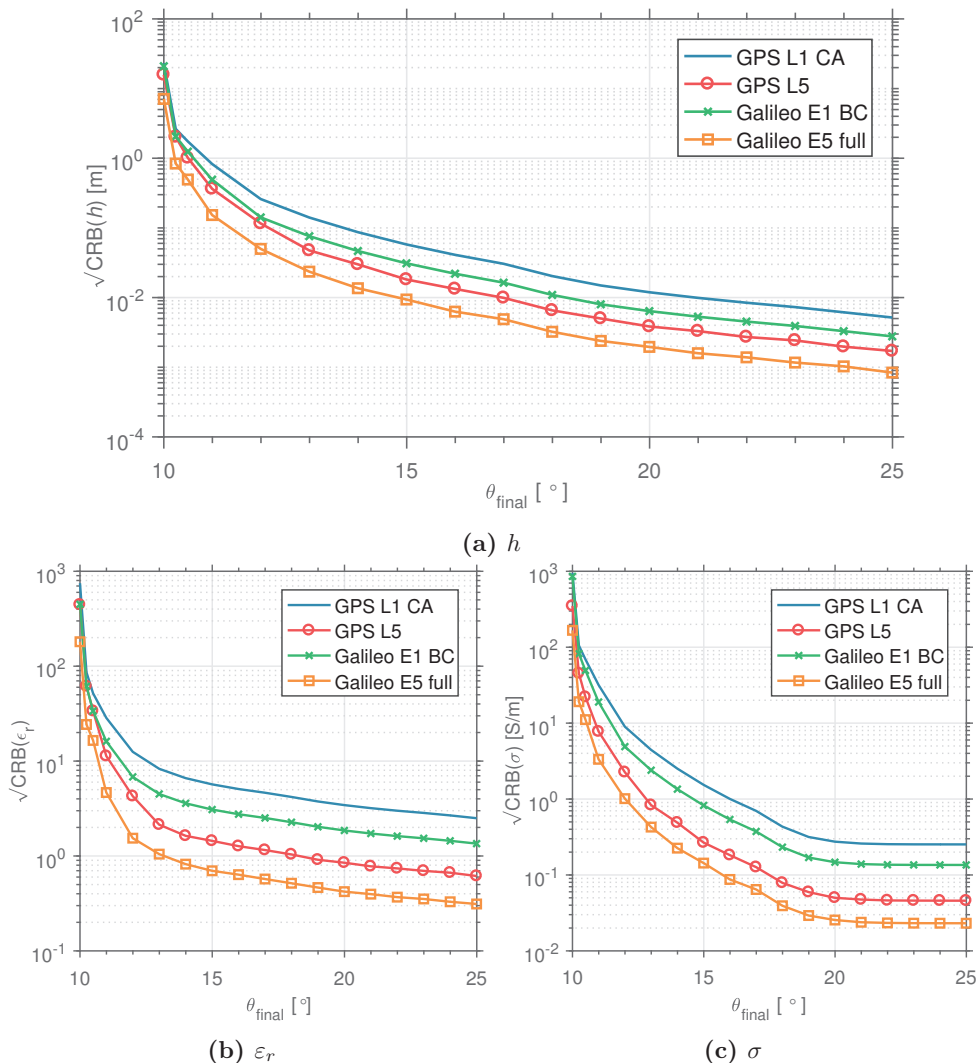 10^2
10^0
10^-2
10^-4
√CRB(h) [m]
GPS L1 CA
GPS L5
Galileo E1 BC
Galileo E5 full
10 15 20 25
θ_final [ ° ]
(a) h
10^3
10^2
10^1
10^0
10^-1
√CRB(ϵ_r)
GPS L1 CA
GPS L5
Galileo E1 BC
Galileo E5 full
10 15 20 25
θ_final [ ° ]
(b) ε_r
10^3
10^2
10^1
10^0
10^-1
10^-2
√CRB(σ) [S/m]
GPS L1 CA
GPS L5
Galileo E1 BC
Galileo E5 full
10 15 20 25
θ_final [ ° ]
(c) σ